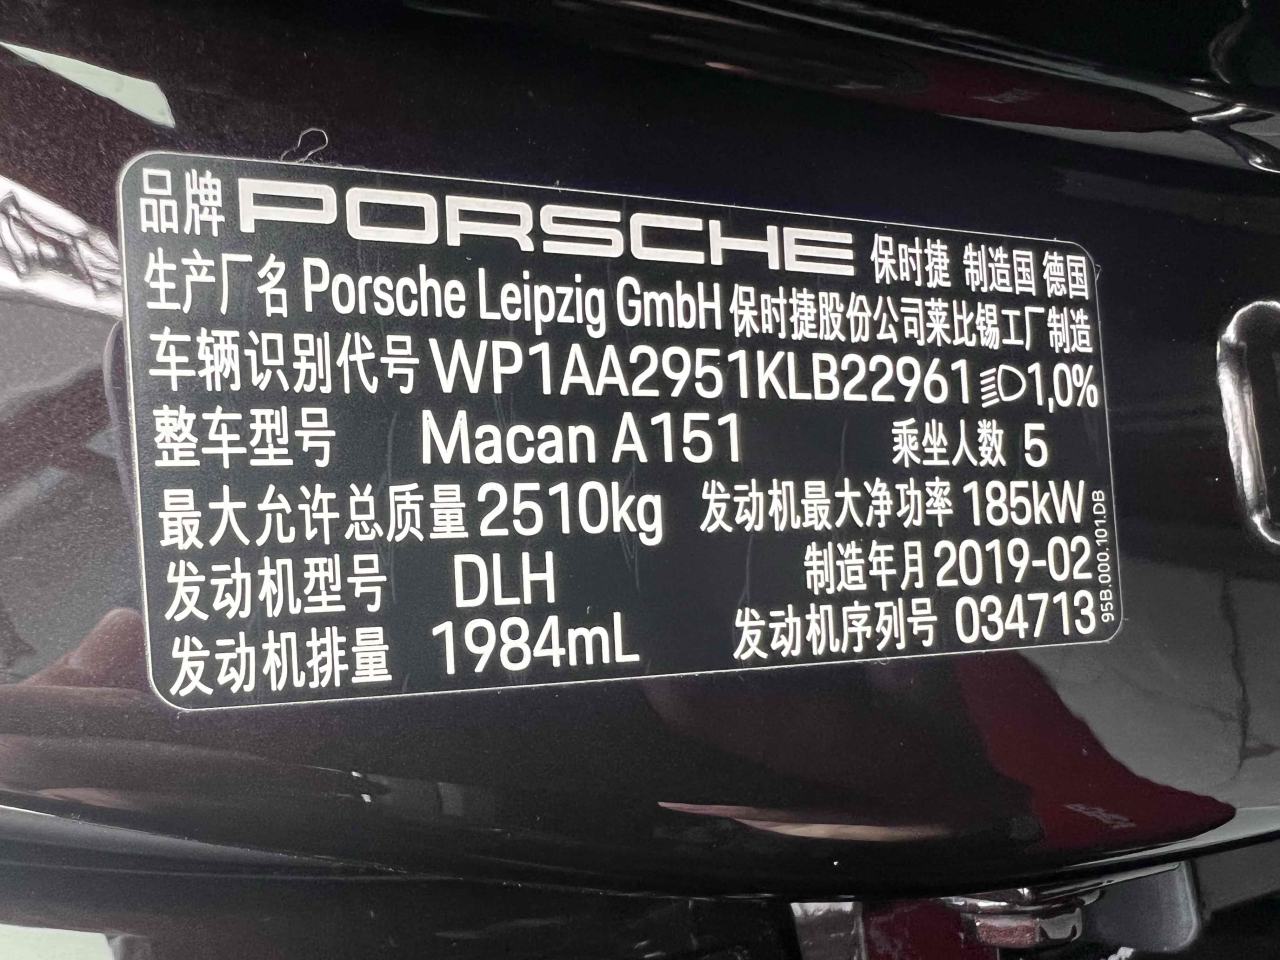 品牌 PORSCHE 保时捷 制造国 德国
生产厂名 Porsche Leipzig GmbH 保时捷股份公司莱比锡工厂制造
车辆识别代号 WP1AA2951KLB22961 1,0%
整车型号 Macan A151 乘坐人数 5
最大允许总质量 2510kg 发动机最大净功率 185kW
发动机型号 DLH 制造年月 2019-02
发动机排量 1984mL 发动机序列号 034713
95B.000.101.DB